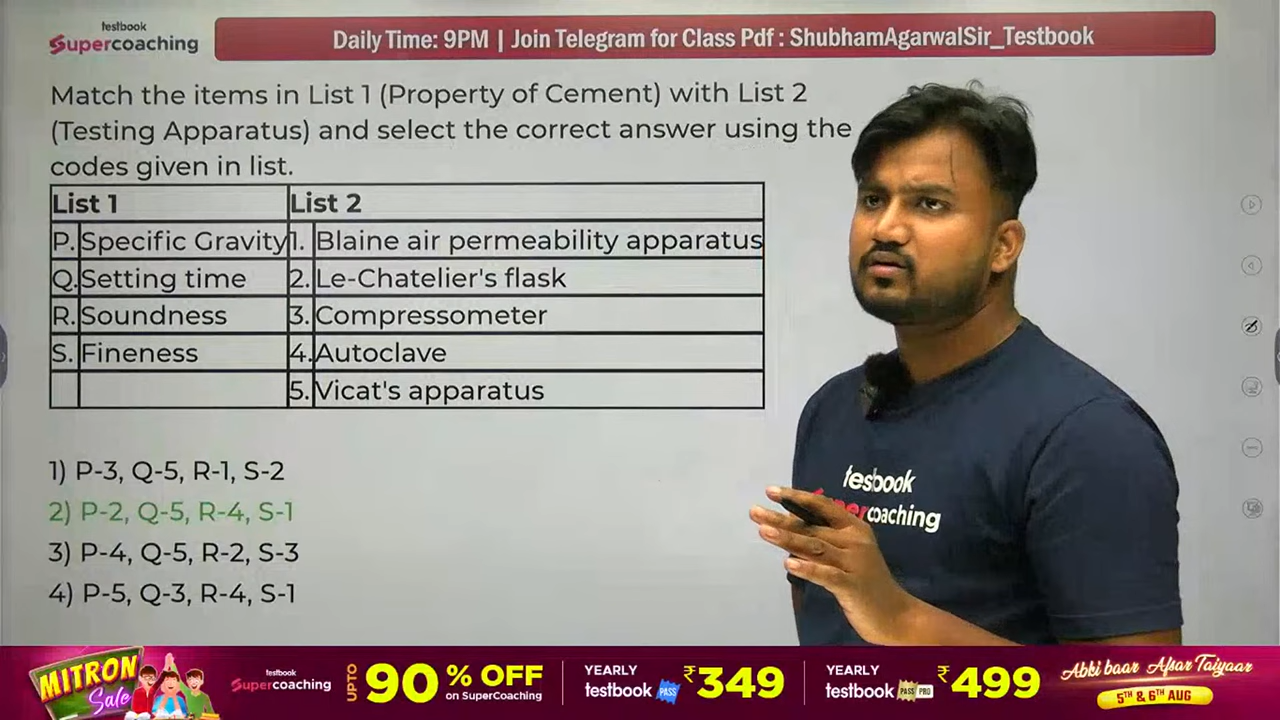 testbook
Supercoaching
Daily Time: 9PM | Join Telegram for Class Pdf : ShubhamAgarwalSir_Testbook
Match the items in List 1 (Property of Cement) with List 2
(Testing Apparatus) and select the correct answer using the
codes given in list.
List 1 List 2
P. Specific Gravity 1. Blaine air permeability apparatus
Q. Setting time 2. Le-Chatelier's flask
R. Soundness 3. Compressometer
S. Fineness 4. Autoclave
5. Vicat's apparatus
1) P-3, Q-5, R-1, S-2
2) P-2, Q-5, R-4, S-1
3) P-4, Q-5, R-2, S-3
4) P-5, Q-3, R-4, S-1
tesbook
Supercoaching
MITRON
Sale
testbook
Supercoaching
UPTO 90 % OFF
on SuperCoaching
YEARLY
testbook PASS
₹349
YEARLY
testbook PASS PRO
₹499
Abki baar Afsar Taiyaar
5TH & 6TH AUG